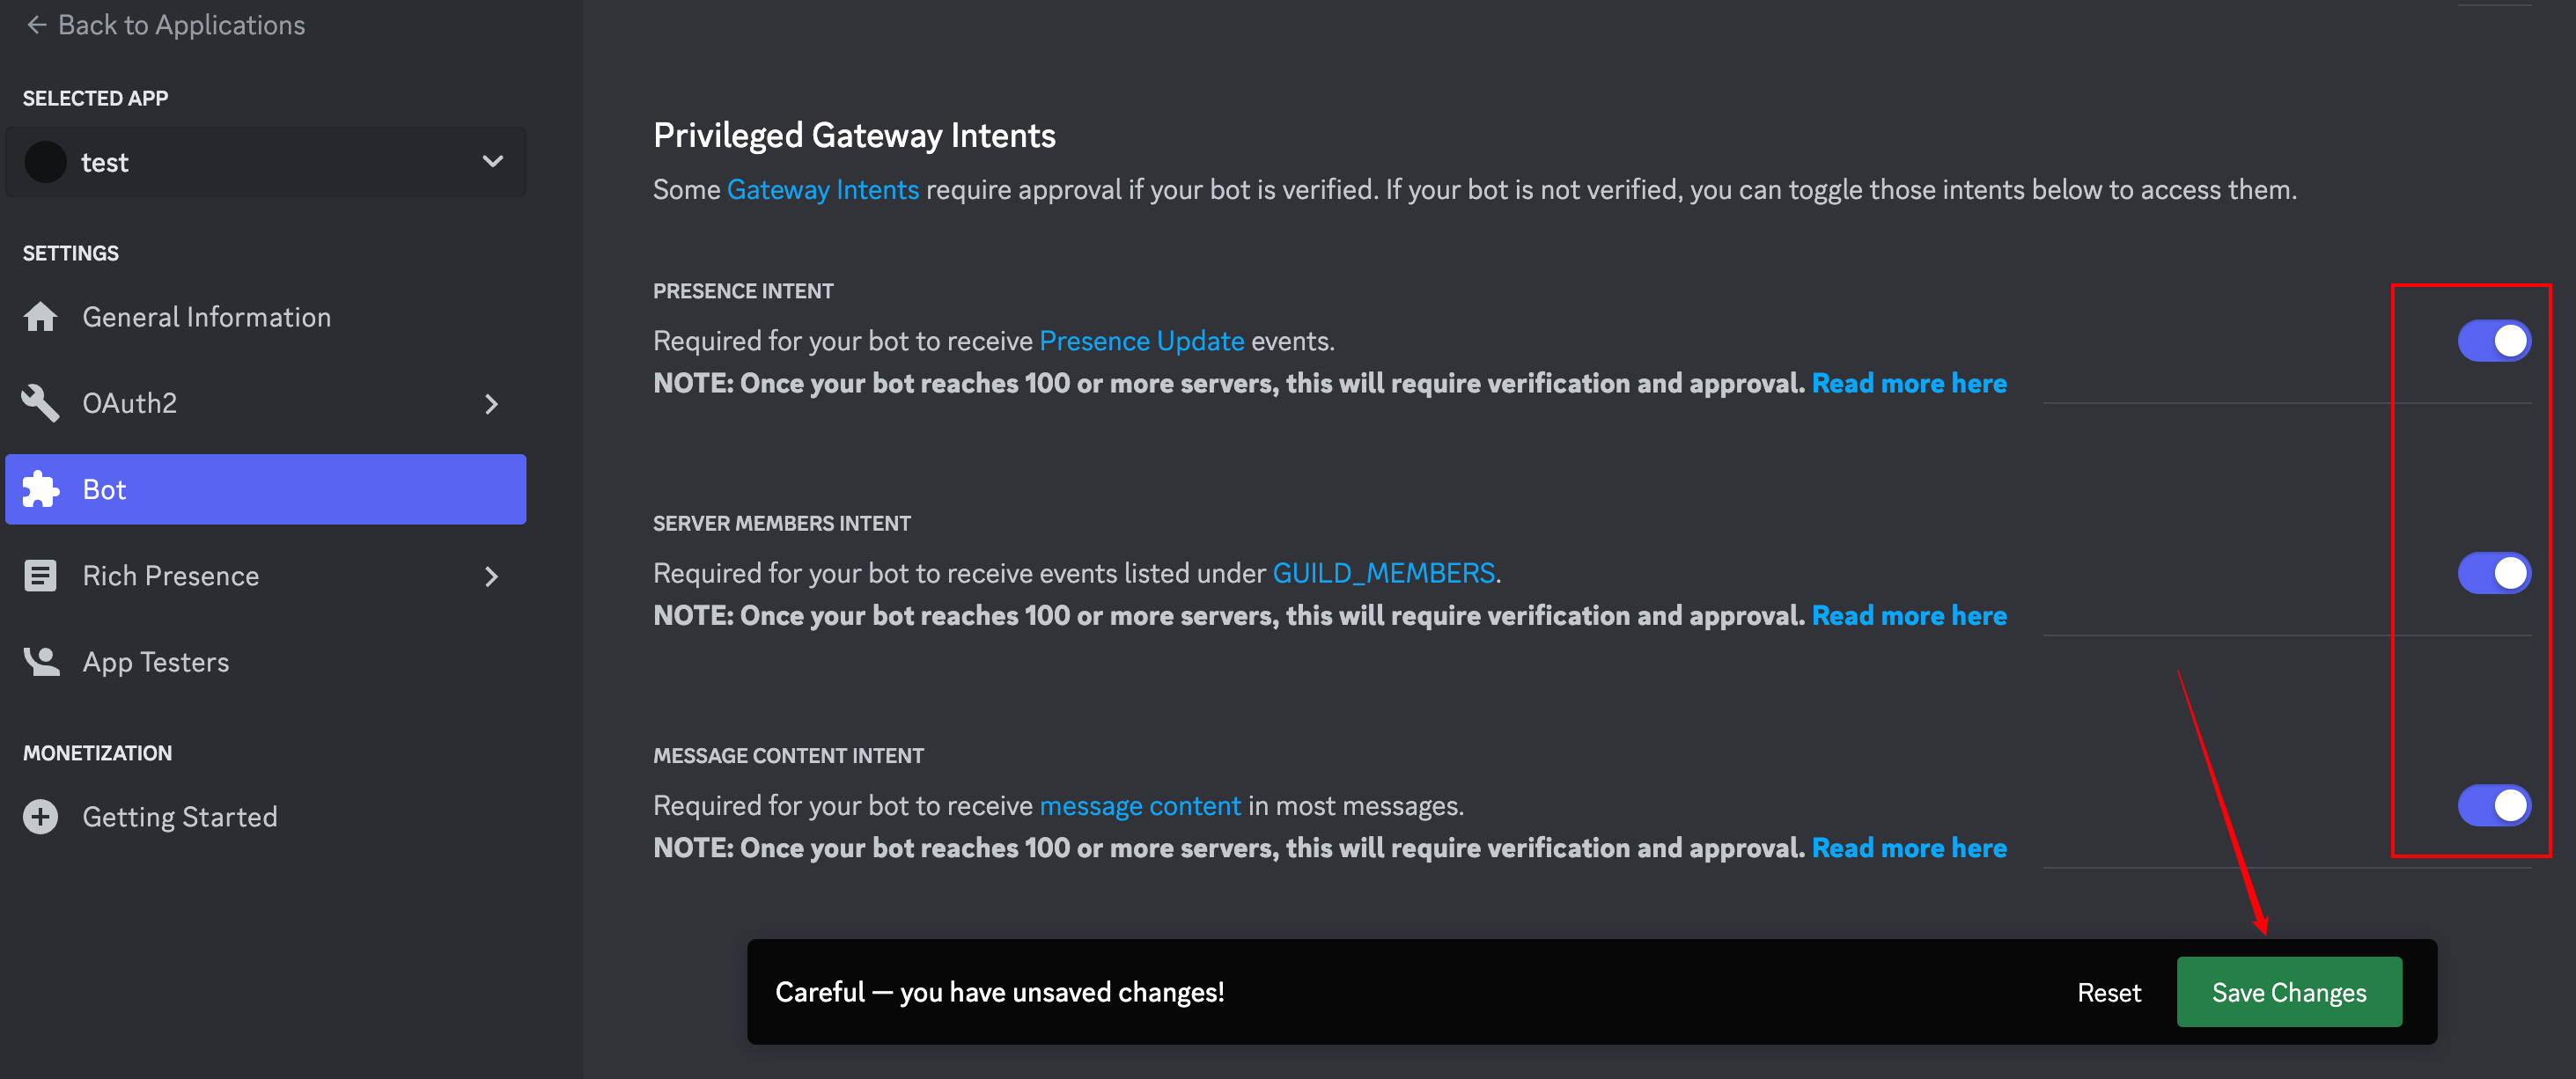 Back to Applications
SELECTED APP
test
SETTINGS
General Information
OAuth2
Bot
Rich Presence
App Testers
MONETIZATION
Getting Started
Privileged Gateway Intents
Some Gateway Intents require approval if your bot is verified. If your bot is not verified, you can toggle those intents below to access them.
PRESENCE INTENT
Required for your bot to receive Presence Update events.
NOTE: Once your bot reaches 100 or more servers, this will require verification and approval. Read more here
SERVER MEMBERS INTENT
Required for your bot to receive events listed under GUILD_MEMBERS.
NOTE: Once your bot reaches 100 or more servers, this will require verification and approval. Read more here
MESSAGE CONTENT INTENT
Required for your bot to receive message content in most messages.
NOTE: Once your bot reaches 100 or more servers, this will require verification and approval. Read more here
Careful — you have unsaved changes!
Reset
Save Changes